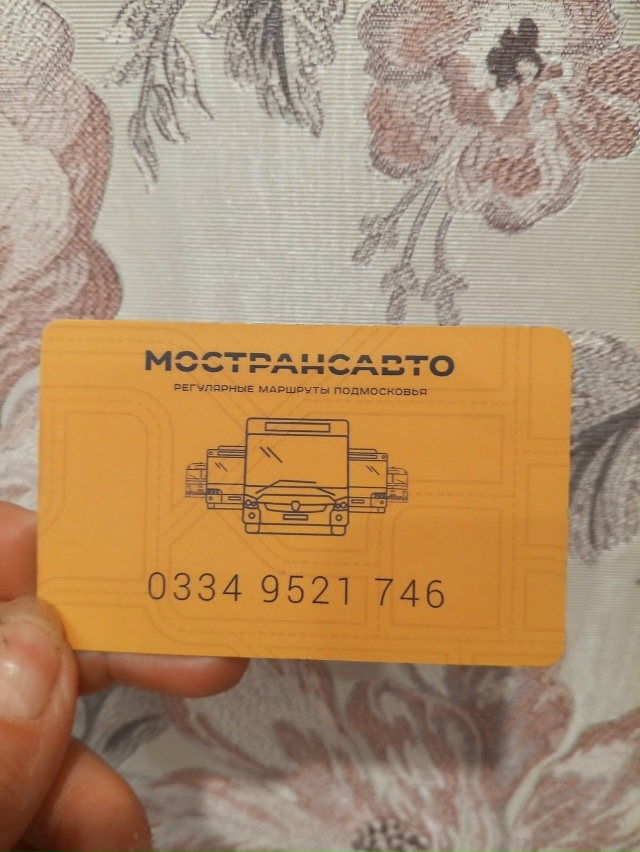 МОСТРАНСАВТО
РЕГУЛЯРНЫЕ МАРШРУТЫ ПОДМОСКОВЬЯ
0334 9521 746